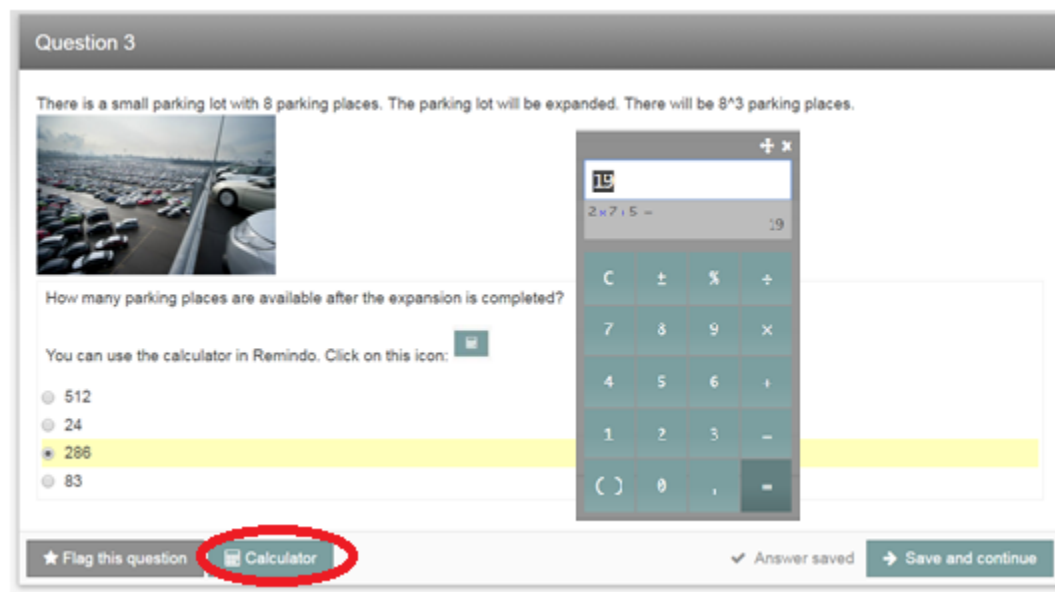 Question 3
There is a small parking lot with 8 parking places. The parking lot will be expanded. There will be 8^3 parking places.
How many parking places are available after the expansion is completed?
You can use the calculator in Remindo. Click on this icon:
512
24
286
83
19
2×7+5 =
19
C ± % ÷
7 8 9 ×
4 5 6 +
1 2 3 −
( ) 0 , =
Flag this question
Calculator
Answer saved
Save and continue